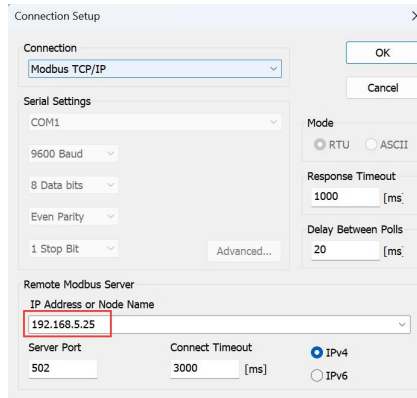 Connection Setup
Connection
Modbus TCP/IP
OK
Cancel
Serial Settings
COM1
9600 Baud
8 Data bits
Even Parity
1 Stop Bit
Advanced...
Mode
RTU
ASCII
Response Timeout
1000 [ms]
Delay Between Polls
20 [ms]
Remote Modbus Server
IP Address or Node Name
192.168.5.25
Server Port
502
Connect Timeout
3000 [ms]
IPv4
IPv6